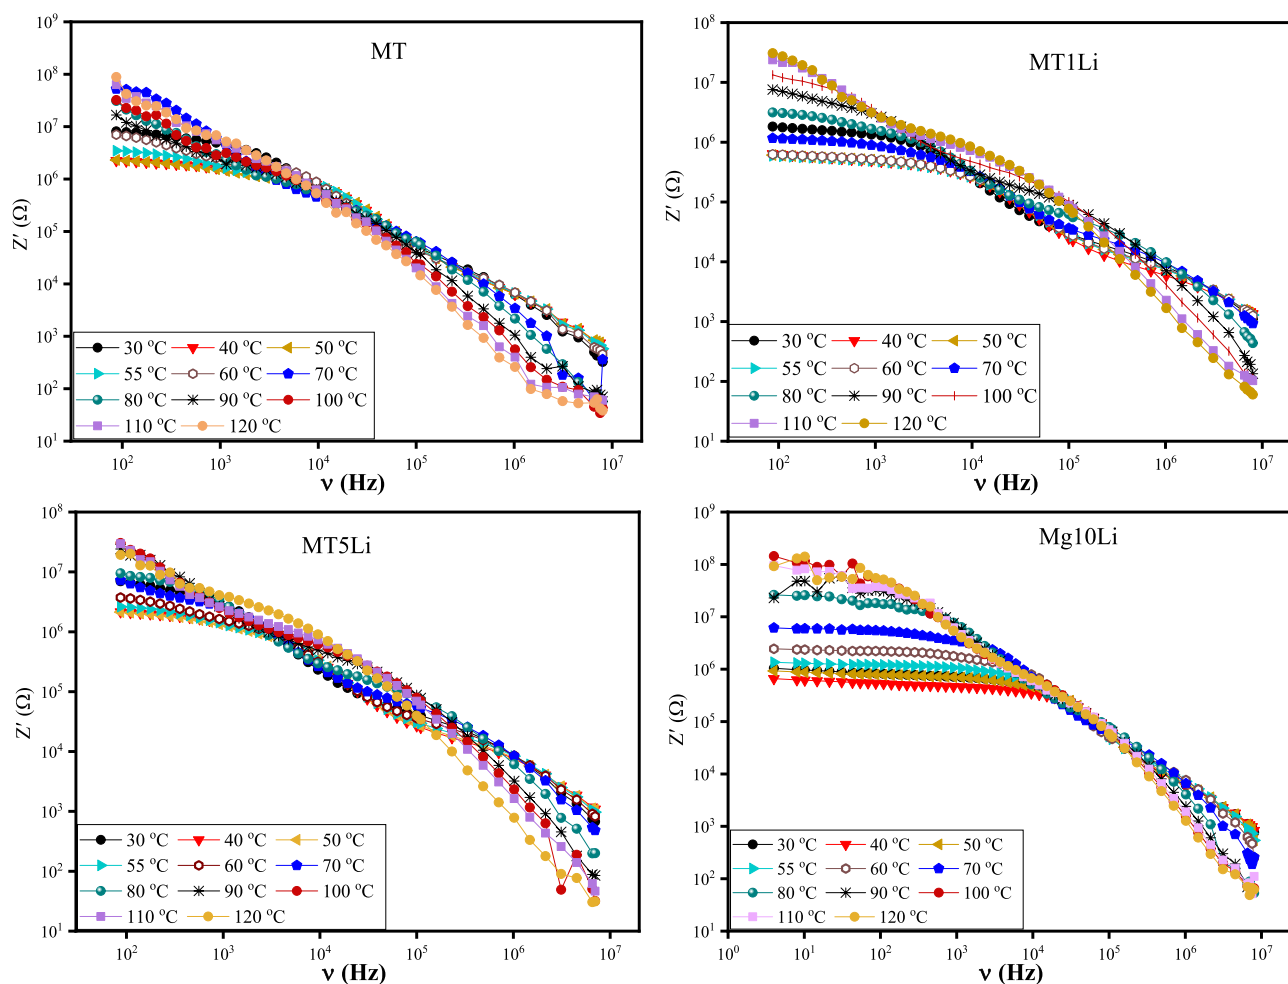 MT
Z′ (Ω)
10⁹
10⁸
10⁷
10⁶
10⁵
10⁴
10³
10²
10¹
30 ºC 40 ºC 50 ºC
55 ºC 60 ºC 70 ºC
80 ºC 90 ºC 100 ºC
110 ºC 120 ºC
10² 10³ 10⁴ 10⁵ 10⁶ 10⁷
ν (Hz)
MT1Li
Z′ (Ω)
10⁸
10⁷
10⁶
10⁵
10⁴
10³
10²
10¹
30 ºC 40 ºC 50 ºC
55 ºC 60 ºC 70 ºC
80 ºC 90 ºC 100 ºC
110 ºC 120 ºC
10² 10³ 10⁴ 10⁵ 10⁶ 10⁷
ν (Hz)
MT5Li
Z′ (Ω)
10⁸
10⁷
10⁶
10⁵
10⁴
10³
10²
10¹
30 ºC 40 ºC 50 ºC
55 ºC 60 ºC 70 ºC
80 ºC 90 ºC 100 ºC
110 ºC 120 ºC
10² 10³ 10⁴ 10⁵ 10⁶ 10⁷
ν (Hz)
Mg10Li
Z′ (Ω)
10⁹
10⁸
10⁷
10⁶
10⁵
10⁴
10³
10²
10¹
30 ºC 40 ºC 50 ºC
55 ºC 60 ºC 70 ºC
80 ºC 90 ºC 100 ºC
110 ºC 120 ºC
10⁰ 10¹ 10² 10³ 10⁴ 10⁵ 10⁶ 10⁷
ν (Hz)